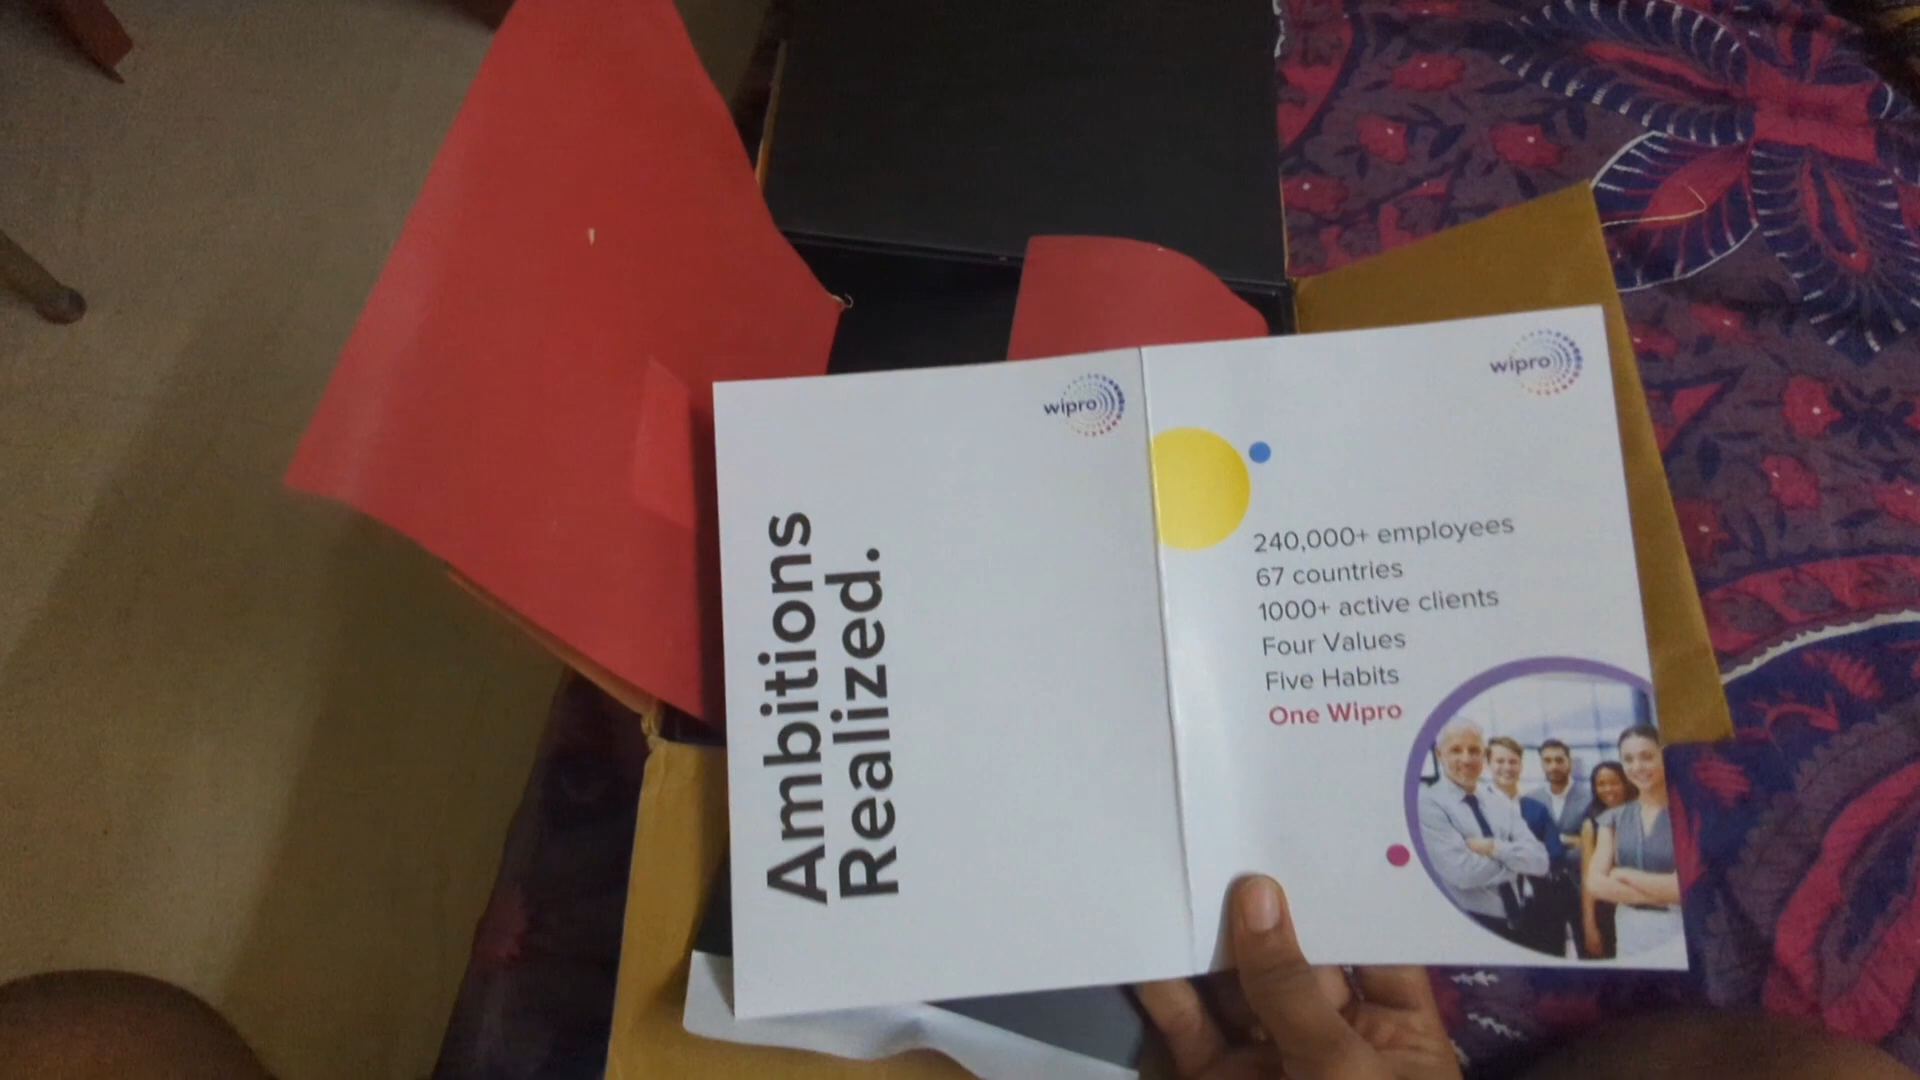 wipro
Ambitions
Realized.
wipro
240,000+ employees
67 countries
1000+ active clients
Four Values
Five Habits
One Wipro